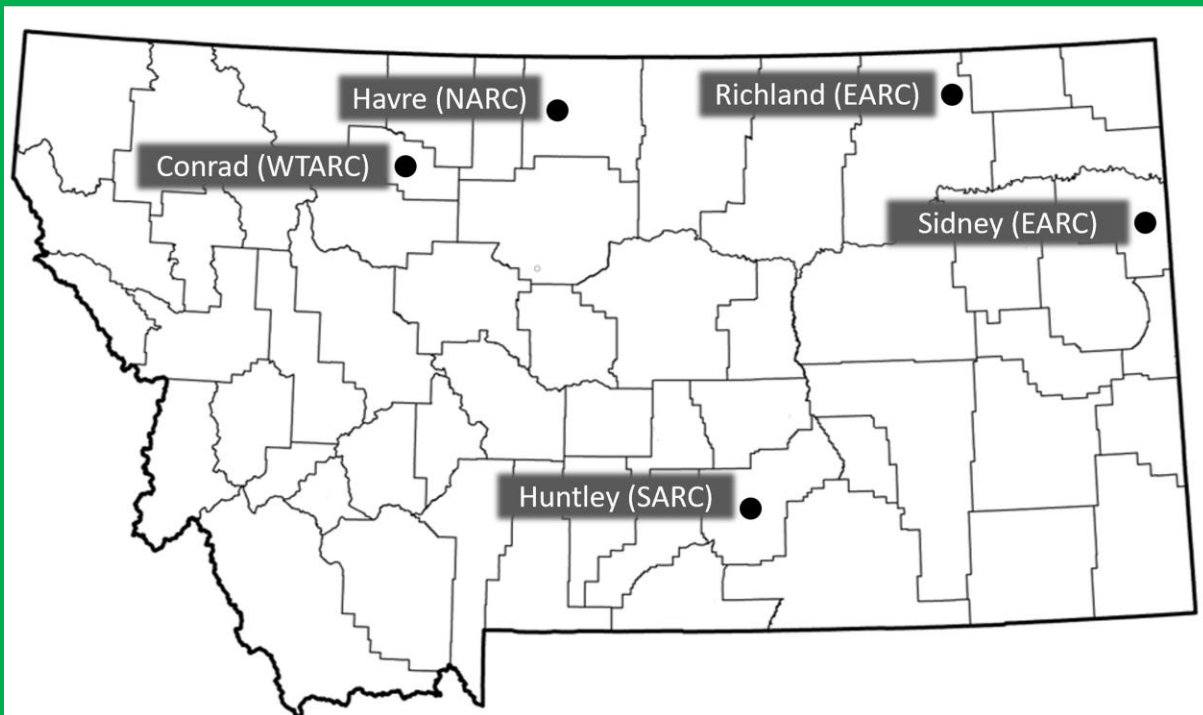 Havre (NARC)
Richland (EARC)
Conrad (WTARC)
Sidney (EARC)
Huntley (SARC)